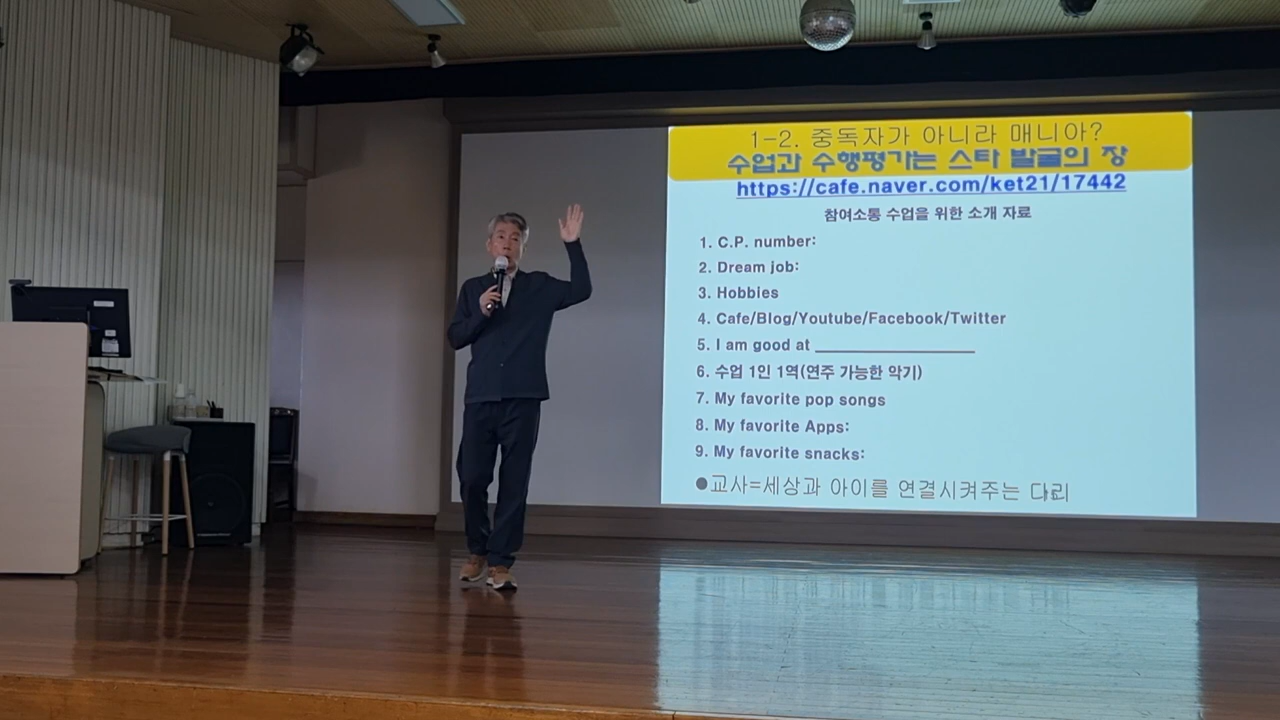 1-2. 중독자가 아니라 매니아?
수업과 수행평가는 스타 발굴의 장
https://cafe.naver.com/ket21/17442
참여소통 수업을 위한 소개 자료
1. C.P. number:
2. Dream job:
3. Hobbies
4. Cafe/Blog/Youtube/Facebook/Twitter
5. I am good at ____________________
6. 수업 1인 1역(연주 가능한 악기)
7. My favorite pop songs
8. My favorite Apps:
9. My favorite snacks:
●교사=세상과 아이를 연결시켜주는 다리